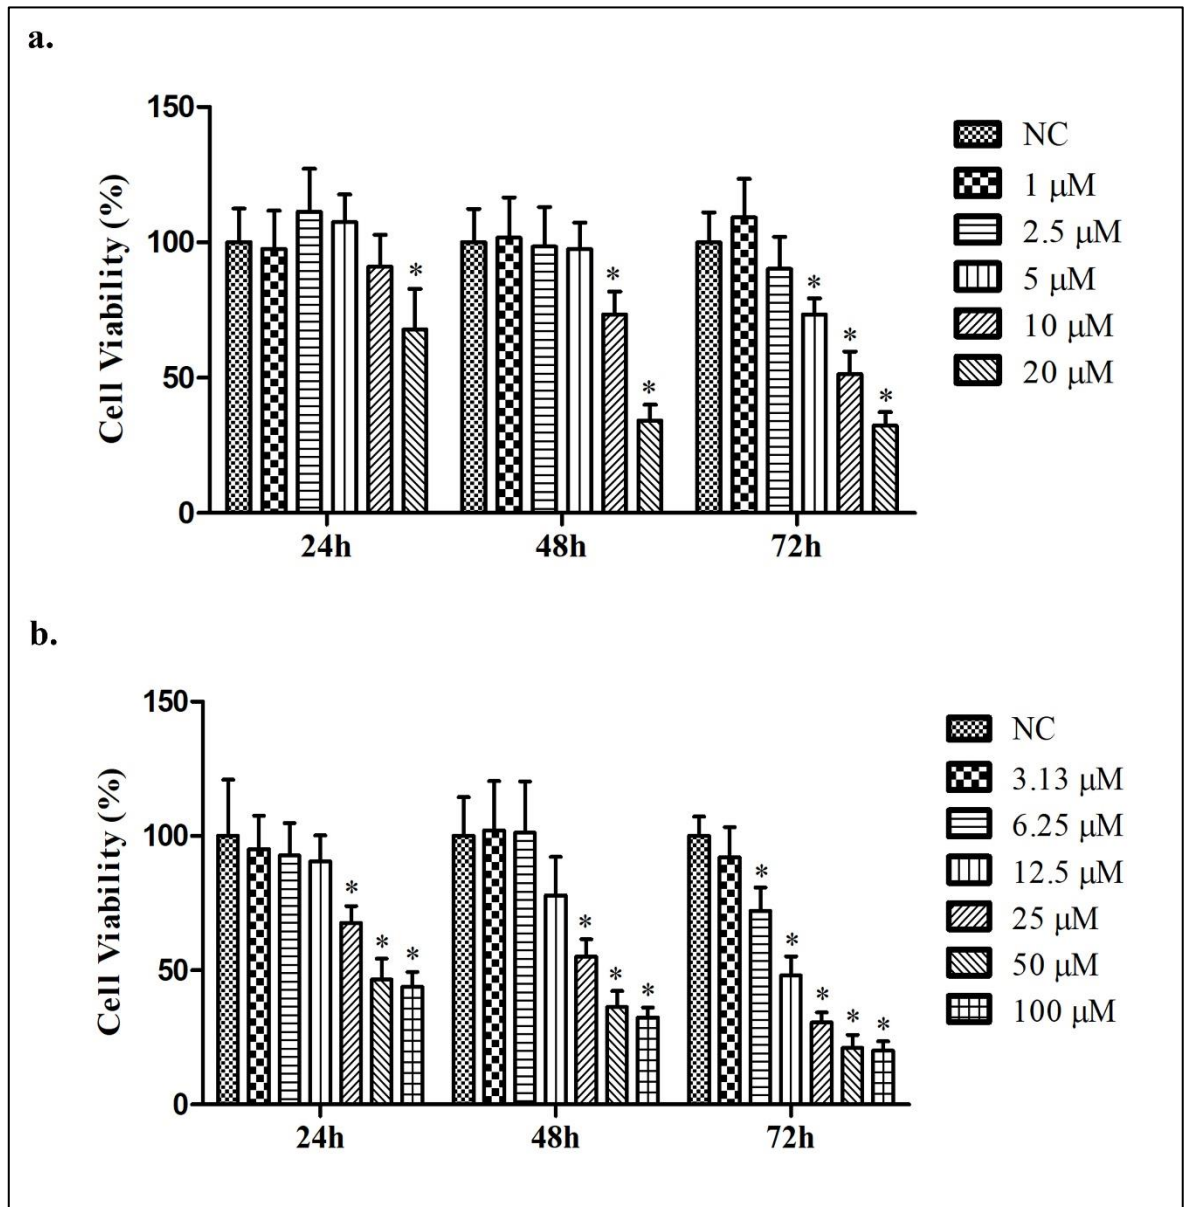 a.
Cell Viability (%)
150
100
50
0
* * * * * *
24h 48h 72h
NC
1 μM
2.5 μM
5 μM
10 μM
20 μM
b.
Cell Viability (%)
150
100
50
0
* * * * * * * * * * *
24h 48h 72h
NC
3.13 μM
6.25 μM
12.5 μM
25 μM
50 μM
100 μM